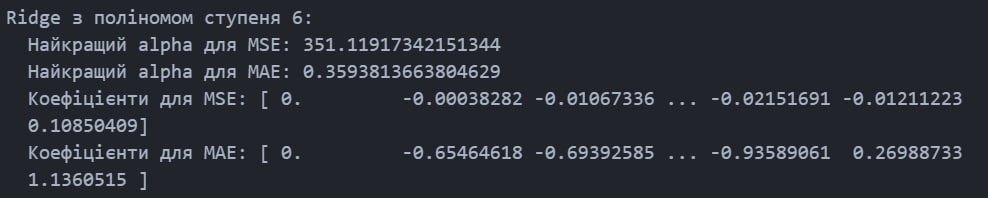 Ridge з поліномом ступеня 6:
  Найкращий alpha для MSE: 351.11917342151344
  Найкращий alpha для MAE: 0.3593813663804629
  Коефіцієнти для MSE: [ 0.         -0.00038282 -0.01067336 ... -0.02151691 -0.01211223
  0.10850409]
  Коефіцієнти для MAE: [ 0.         -0.65464618 -0.69392585 ... -0.93589061  0.26988733
  1.1360515 ]